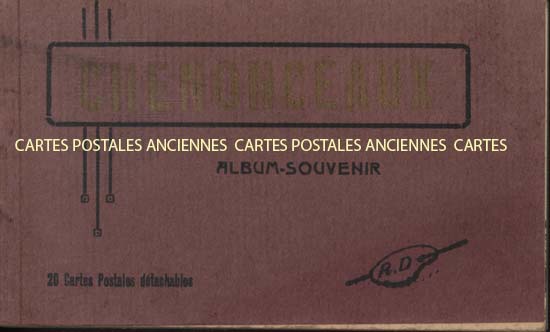 CHENONCEAUX
CARTES POSTALES ANCIENNES CARTES POSTALES ANCIENNES CARTES
ALBUM-SOUVENIR
R.D
20 Cartes Postales détachables